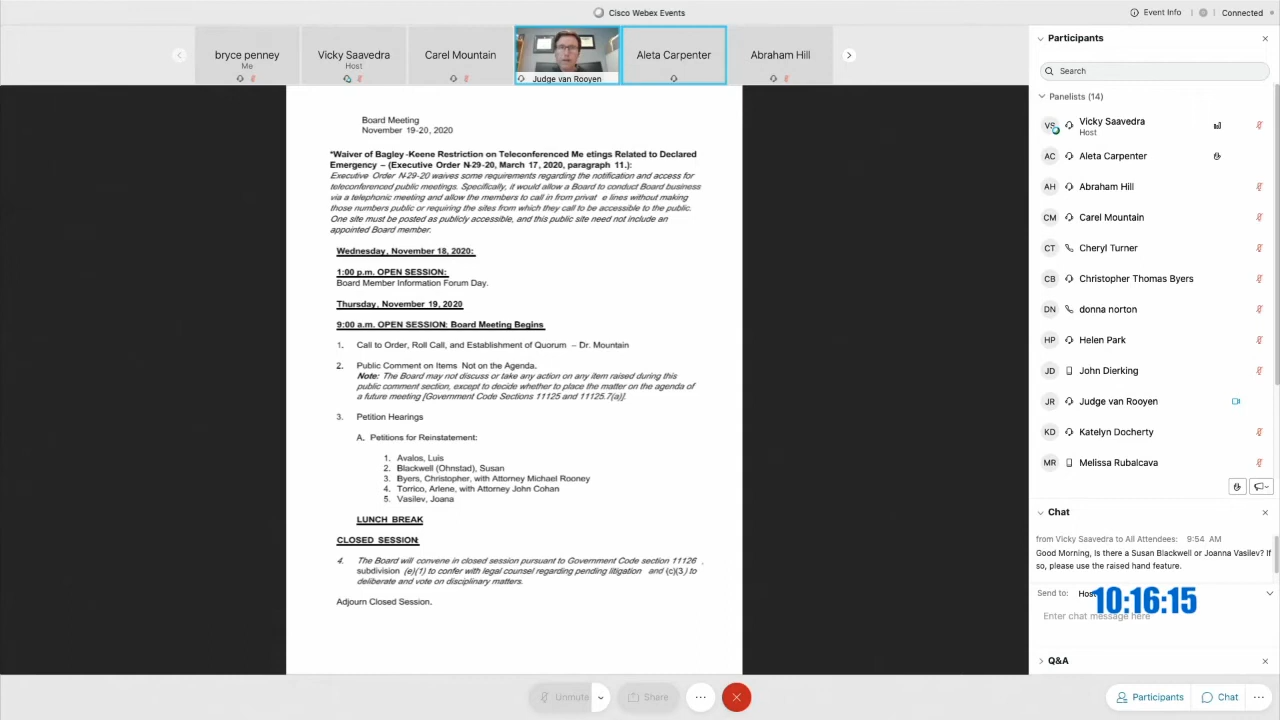 Cisco Webex Events
Event Info
Connected
bryce penney
Me
Vicky Saavedra
Host
Carel Mountain
Judge van Rooyen
Aleta Carpenter
Abraham Hill
Board Meeting
November 19-20, 2020
*Waiver of Bagley-Keene Restriction on Teleconferenced Me etings Related to Declared
Emergency – (Executive Order N-29-20, March 17, 2020, paragraph 11.):
Executive Order N-29-20 waives some requirements regarding the notification and access for
teleconferenced public meetings. Specifically, it would allow a Board to conduct Board business
via a telephonic meeting and allow the members to call in from privat e lines without making
those numbers public or requiring the sites from which they call to be accessible to the public.
One site must be posted as publicly accessible, and this public site need not include an
appointed Board member.
Wednesday, November 18, 2020:
1:00 p.m. OPEN SESSION:
Board Member Information Forum Day.
Thursday, November 19, 2020
9:00 a.m. OPEN SESSION: Board Meeting Begins
1. Call to Order, Roll Call, and Establishment of Quorum – Dr. Mountain
2. Public Comment on Items Not on the Agenda.
Note: The Board may not discuss or take any action on any item raised during this
public comment section, except to decide whether to place the matter on the agenda of
a future meeting [Government Code Sections 11125 and 11125.7(a)].
3. Petition Hearings
A. Petitions for Reinstatement:
1. Avalos, Luis
2. Blackwell (Ohnstad), Susan
3. Byers, Christopher, with Attorney Michael Rooney
4. Torrico, Arlene, with Attorney John Cohan
5. Vasilev, Joana
LUNCH BREAK
CLOSED SESSION:
4. The Board will convene in closed session pursuant to Government Code section 11126 ,
subdivision (e)(1) to confer with legal counsel regarding pending litigation and (c)(3) to
deliberate and vote on disciplinary matters.
Adjourn Closed Session.
Participants
Search
Panelists (14)
VS Vicky Saavedra
Host
AC Aleta Carpenter
AH Abraham Hill
CM Carel Mountain
CT Cheryl Turner
CB Christopher Thomas Byers
DN donna norton
HP Helen Park
JD John Dierking
JR Judge van Rooyen
KD Katelyn Docherty
MR Melissa Rubalcava
Chat
from Vicky Saavedra to All Attendees: 9:54 AM
Good Morning, Is there a Susan Blackwell or Joanna Vasilev? If
so, please use the raised hand feature.
Send to: Host
10:16:15
Enter chat message here
Q&A
Unmute
Share
Participants
Chat